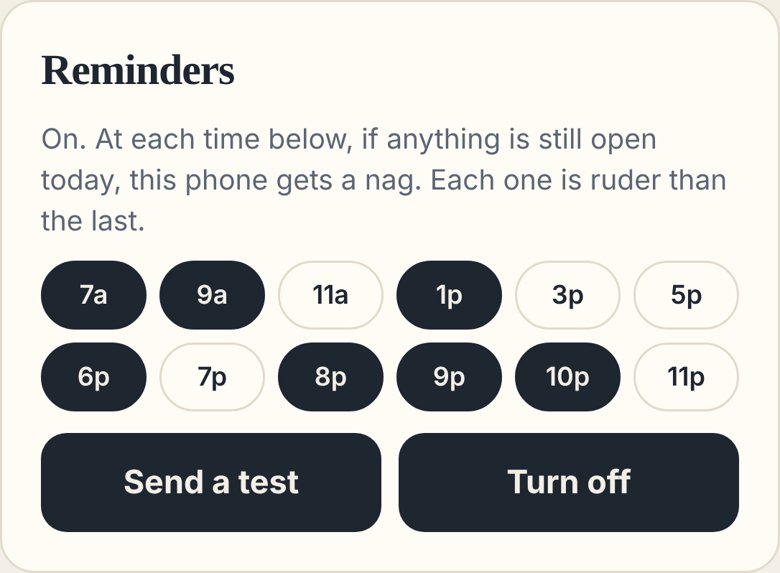 Reminders
On. At each time below, if anything is still open
today, this phone gets a nag. Each one is ruder than
the last.
7a 9a 11a 1p 3p 5p
6p 7p 8p 9p 10p 11p
Send a test Turn off